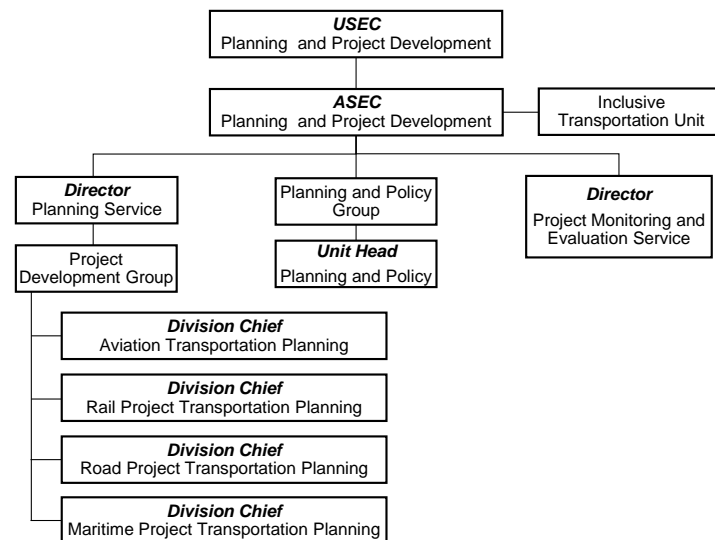 USEC
Planning and Project Development
ASEC
Planning and Project Development
Inclusive
Transportation Unit
Director
Planning Service
Planning and Policy
Group
Director
Project Monitoring and
Evaluation Service
Project
Development Group
Unit Head
Planning and Policy
Division Chief
Aviation Transportation Planning
Division Chief
Rail Project Transportation Planning
Division Chief
Road Project Transportation Planning
Division Chief
Maritime Project Transportation Planning